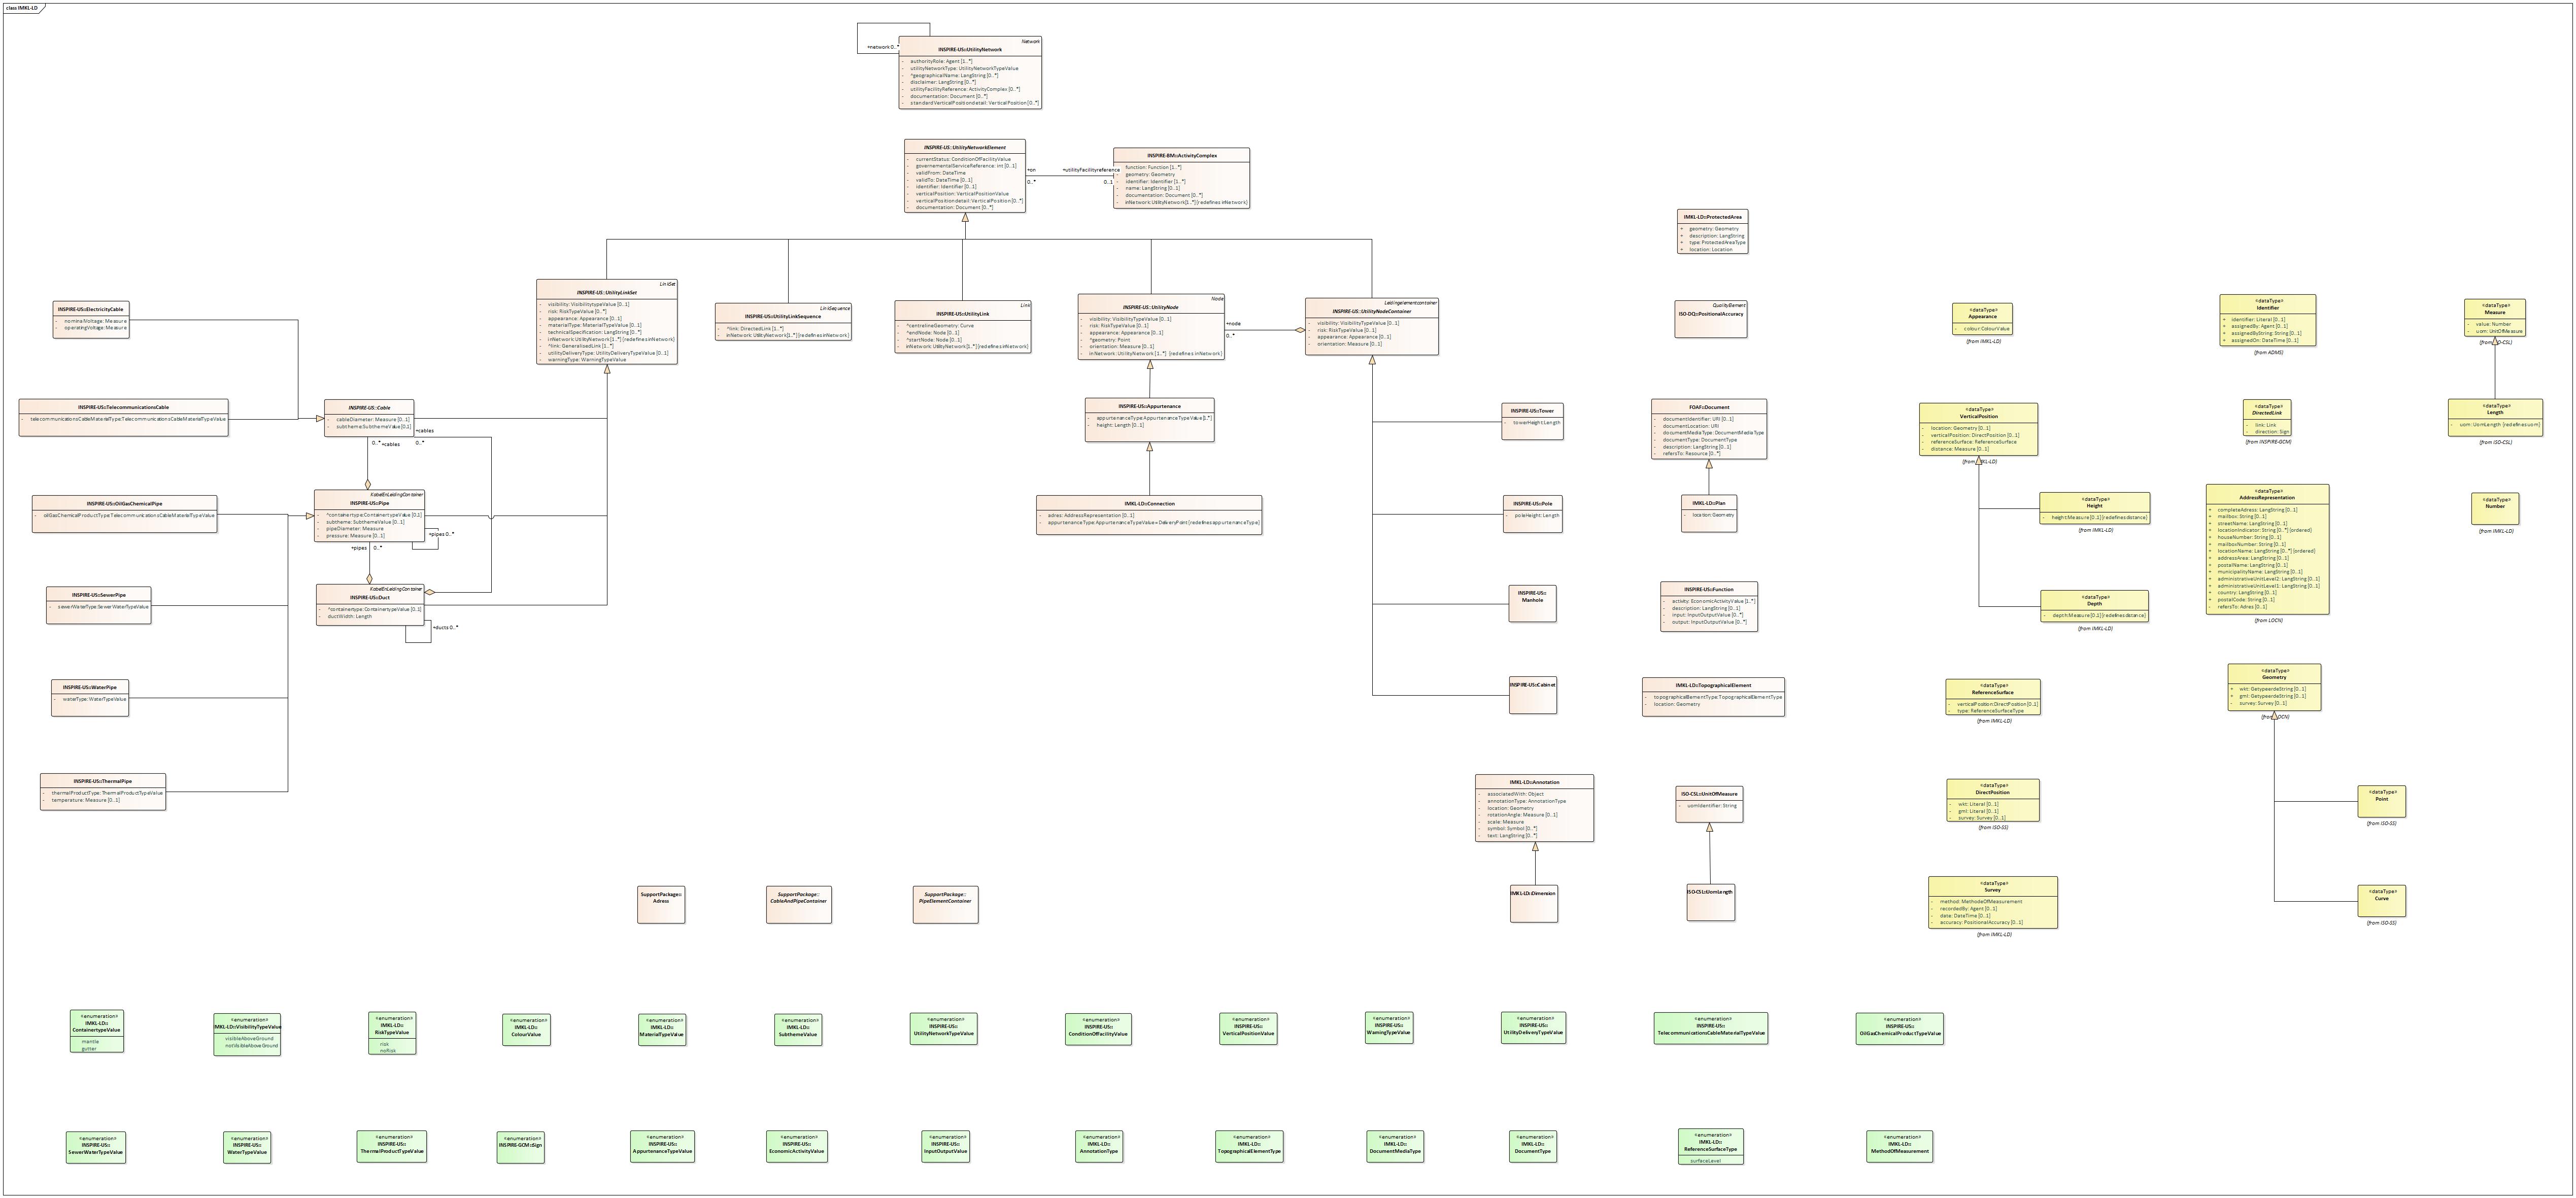 class IMKL-LD
Network
INSPIRE-US::UtilityNetwork
- authorityRole: Agent [1..*]
- utilityNetworkType: UtilityNetworkTypeValue
- ^geographicalName: LangString [0..*]
- disclaimer: LangString [0..*]
- utilityFacilityReference: ActivityComplex [0..*]
- documentation: Document [0..*]
- standardVerticalPositiondetail: VerticalPosition [0..*]
+network 0..*
INSPIRE-US::UtilityNetworkElement
- currentStatus: ConditionOfFacilityValue
- governementalServiceReference: int [0..1]
- validFrom: DateTime
- validTo: DateTime [0..1]
- identifier: Identifier [0..1]
- verticalPosition: VerticalPositionValue
- verticalPositiondetail: VerticalPosition [0..*]
- documentation: Document [0..*]
+on
0..*
+utilityFacilityreference
0..1
INSPIRE-BM::ActivityComplex
- function: Function [1..*]
- geometry: Geometry
- identifier: Identifier [1..*]
- name: LangString [0..1]
- documentation: Document [0..*]
- inNetwork:UtilityNetwork[1..*]{redefines inNetwork}
IMKL-LD::ProtectedArea
+ geometry: Geometry
+ description: LangString
+ type: ProtectedAreaType
+ location: Location
LinkSet
INSPIRE-US::UtilityLinkSet
- visibility: VisibilitytypeValue [0..1]
- risk: RiskTypeValue [0..*]
- appearance: Appearance [0..1]
- materialType: MaterialTypeValue [0..1]
- technicalSpecification: LangString [0..*]
- inNetwork:UtilityNetwork[1..*] {redefines inNetwork}
- ^link: GeneralisedLink [1..*]
- utilityDeliveryType: UtilityDeliveryTypeValue [0..1]
- warningType: WarningTypeValue
LinkSequence
INSPIRE-US::UtilityLinkSequence
- ^link: DirectedLink [1..*]
- inNetwork: UtilityNetwork[1..*]{redefines inNetwork}
Link
INSPIRE-US::UtilityLink
- ^centrelineGeometry: Curve
- ^endNode: Node [0..1]
- ^startNode: Node [0..1]
- inNetwork: UtilityNetwork[1..*]{redefines inNetwork}
Node
INSPIRE-US::UtilityNode
- visibility: VisibilityTypeValue [0..1]
- risk: RiskTypeValue [0..*]
- appearance: Appearance [0..1]
- ^geometry: Point
- orientation: Measure [0..1]
- inNetwork:UtilityNetwork [1..*] {redefines inNetwork}
+node
0..*
Leidingelementcontainer
INSPIRE-US::UtilityNodeContainer
- visibility: VisibilityTypeValue [0..1]
- risk: RiskTypeValue [0..*]
- appearance: Appearance [0..1]
- orientation: Measure [0..1]
QualityElement
ISO-DQ::PositionalAccuracy
«dataType»
Appearance
- colour: ColourValue
(from IMKL-LD)
«dataType»
Identifier
+ identifier: Literal [0..1]
+ assignedBy: Agent [0..1]
+ assignedByString: String [0..1]
+ assignedOn: DateTime [0..1]
(from ADMS)
«dataType»
Measure
- value: Number
- uom: UnitOfMeasure
INSPIRE-US::ElectricityCable
- nominalVoltage: Measure
- operatingVoltage: Measure
INSPIRE-US::TelecommunicationsCable
- telecommunicationsCableMaterialType:TelecommunicationsCableMaterialTypeValue
INSPIRE-US::Cable
- cableDiameter: Measure [0..1]
- subtheme:SubthemeValue [0..1]
0..*
+cables
+cables
0..*
INSPIRE-US::Appurtenance
- appurtenanceType:AppurtenanceTypeValue [1..*]
- height: Length [0..1]
INSPIRE-US::Tower
- towerHeight: Length
FOAF::Document
- documentIdentifier: URI [0..1]
- documentLocation: URI
- documentMediaType: DocumentMediaType
- documentType: DocumentType
- description: LangString [0..1]
- refersTo: Resource [0..*]
«dataType»
VerticalPosition
- location: Geometry [0..1]
- verticalPosition: DirectPosition [0..1]
- referenceSurface: ReferenceSurface
- distance: Measure [0..1]
«dataType»
DirectedLink
- link: Link
- direction: Sign
(from INSPIRE-GCM)
«dataType»
Length
- uom: UomLength {redefines uom}
(from ISO-CSL)
INSPIRE-US::OilGasChemicalPipe
- oilGasChemicalProductType:TelecommunicationsCableMaterialTypeValue
KabelEnLeidingContainer
INSPIRE-US::Pipe
- ^containertype:ContainertypeValue [0..1]
- subtheme: SubthemeValue [0..1]
- pipeDiameter: Measure
- pressure: Measure [0..1]
+pipes 0..*
+pipes
0..*
IMKL-LD::Connection
- adres: AddressRepresentation [0..1]
- appurtenanceType:AppurtenanceTypeValue=DeliveryPoint{redefines appurtenanceType}
INSPIRE-US::Pole
- poleHeight: Length
IMKL-LD::Plan
- location: Geometry
«dataType»
Height
- height:Measure [0..1]{redefines distance}
(from IMKL-LD)
«dataType»
AddressRepresentation
+ completeAdress: LangString [0..1]
+ mailbox: String [0..1]
+ streetName: LangString [0..1]
+ locationIndicator: String [0..*] {ordered}
+ houseNumber: String [0..1]
+ mailboxNumber: String [0..1]
+ locationName: LangString [0..*] {ordered}
+ addressArea: LangString [0..1]
+ postalName: LangString [0..1]
+ municipalityName: LangString [0..1]
+ administrativeUnitLevel2: LangString [0..1]
+ administrativeUnitLevel1: LangString [0..1]
+ country: LangString [0..1]
+ postalCode: String [0..1]
- refersTo: Adres [0..1]
(from LOCN)
«dataType»
Number
(from IMKL-LD)
INSPIRE-US::SewerPipe
- sewerWaterType:SewerWaterTypeValue
KabelEnLeidingContainer
INSPIRE-US::Duct
- ^containertype:ContainertypeValue [0..1]
- ductWidth: Length
+ducts 0..*
INSPIRE-US::
Manhole
INSPIRE-US::Function
- activity: EconomicActivityValue [1..*]
- description: LangString [0..1]
- input: InputOutputValue [0..*]
- output: InputOutputValue [0..*]
«dataType»
Depth
- depth:Measure [0..1]{redefines distance}
(from IMKL-LD)
INSPIRE-US::WaterPipe
- waterType: WaterTypeValue
INSPIRE-US::Cabinet
IMKL-LD::TopographicalElement
- topographicalElementType:TopographicalElementType
- location: Geometry
«dataType»
ReferenceSurface
- verticalPosition:DirectPosition [0..1]
- type: ReferenceSurfaceType
(from IMKL-LD)
«dataType»
Geometry
+ wkt: GetypeerdeString [0..1]
+ gml: GetypeerdeString [0..1]
- survey: Survey [0..1]
INSPIRE-US::ThermalPipe
- thermalProductType: ThermalProductTypeValue
- temperature: Measure [0..1]
IMKL-LD::Annotation
- associatedWith: Object
- annotationType: AnnotationType
- location: Geometry
- rotationAngle: Measure [0..1]
- scale: Measure
- symbol: Symbol [0..*]
- text: LangString [0..*]
ISO-CSL::UnitOfMeasure
- uomIdentifier: String
«dataType»
DirectPosition
- wkt: Literal [0..1]
- gml: Literal [0..1]
- survey: Survey [0..1]
(from ISO-SS)
«dataType»
Point
(from ISO-SS)
SupportPackage::
Adress
SupportPackage::
CableAndPipeContainer
SupportPackage::
PipeElementContainer
IMKL-LD::Dimension
ISO-CSL::UomLength
«dataType»
Survey
- method: MethodeOfMeasurement
- recordedBy: Agent [0..1]
- date: DateTime [0..1]
- accuracy: PositionalAccuracy [0..1]
(from IMKL-LD)
«dataType»
Curve
(from ISO-SS)
«enumeration»
IMKL-LD::
ContainertypeValue
mantle
gutter
«enumeration»
IMKL-LD::VisibilityTypeValue
visibleAboveGround
notVisibleAboveGround
«enumeration»
IMKL-LD::
RiskTypeValue
risk
noRisk
«enumeration»
IMKL-LD::
ColourValue
«enumeration»
IMKL-LD::
MaterialTypeValue
«enumeration»
IMKL-LD::
SubthemeValue
«enumeration»
INSPIRE-US::
UtilityNetworkTypeValue
«enumeration»
INSPIRE-US::
ConditionOfFacilityValue
«enumeration»
INSPIRE-US::
VerticalPositionValue
«enumeration»
INSPIRE-US::
WarningTypeValue
«enumeration»
INSPIRE-US::
UtilityDeliveryTypeValue
«enumeration»
INSPIRE-US::
TelecommunicationsCableMaterialTypeValue
«enumeration»
INSPIRE-US::
OilGasChemicalProductTypeValue
«enumeration»
INSPIRE-US::
SewerWaterTypeValue
«enumeration»
INSPIRE-US::
WaterTypeValue
«enumeration»
INSPIRE-US::
ThermalProductTypeValue
«enumeration»
INSPIRE-GCM::Sign
«enumeration»
INSPIRE-US::
AppurtenanceTypeValue
«enumeration»
INSPIRE-US::
EconomicActivityValue
«enumeration»
INSPIRE-US::
InputOutputValue
«enumeration»
IMKL-LD::
AnnotationType
«enumeration»
IMKL-LD::
TopographicalElementType
«enumeration»
IMKL-LD::
DocumentMediaType
«enumeration»
IMKL-LD::
DocumentType
«enumeration»
IMKL-LD::
ReferenceSurfaceType
surfaceLevel
«enumeration»
IMKL-LD::
MethodOfMeasurement